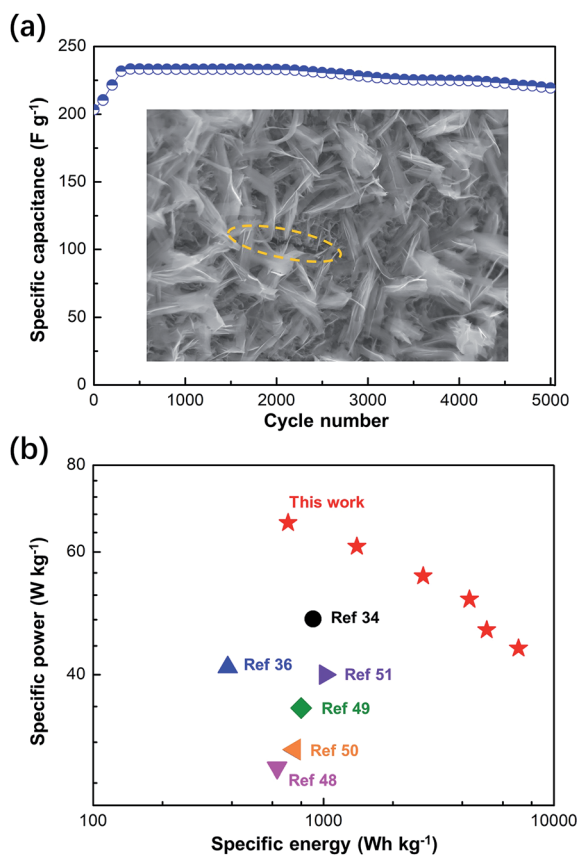 (a)
250
200
150
100
50
0
Specific capacitance (F g⁻¹)
0 1000 2000 3000 4000 5000
Cycle number
(b)
80
60
40
Specific power (W kg⁻¹)
This work
Ref 34
Ref 36
Ref 51
Ref 49
Ref 50
Ref 48
100 1000 10000
Specific energy (Wh kg⁻¹)